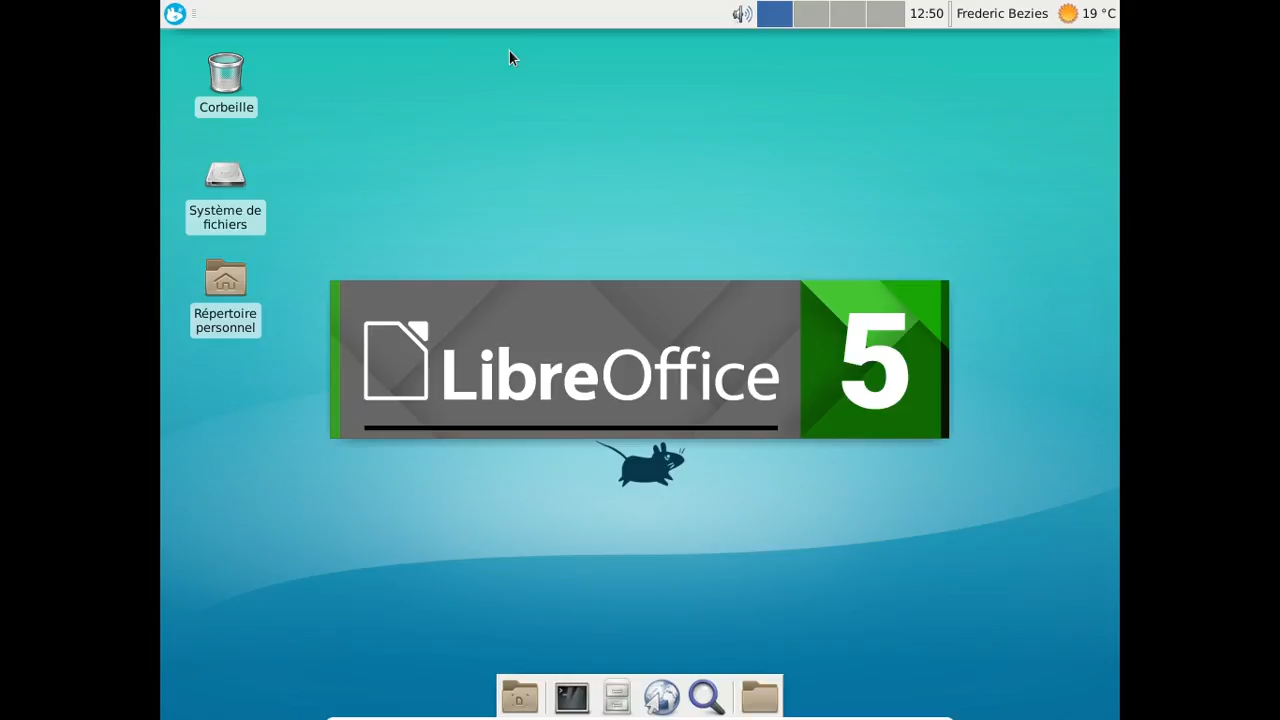 12:50 Frederic Bezies 19 °C
Corbeille
Système de
fichiers
Répertoire
personnel
LibreOffice 5